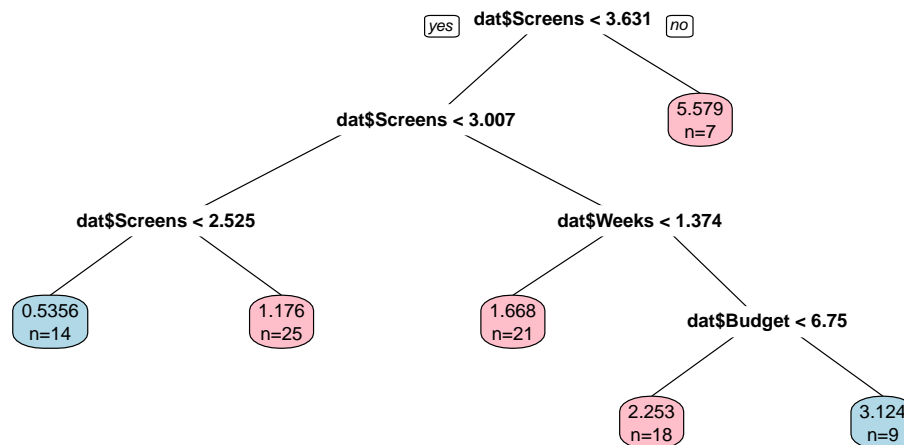 yes dat$Screens < 3.631 no
5.579
n=7
dat$Screens < 3.007
dat$Screens < 2.525
dat$Weeks < 1.374
0.5356
n=14
1.176
n=25
1.668
n=21
dat$Budget < 6.75
2.253
n=18
3.124
n=9